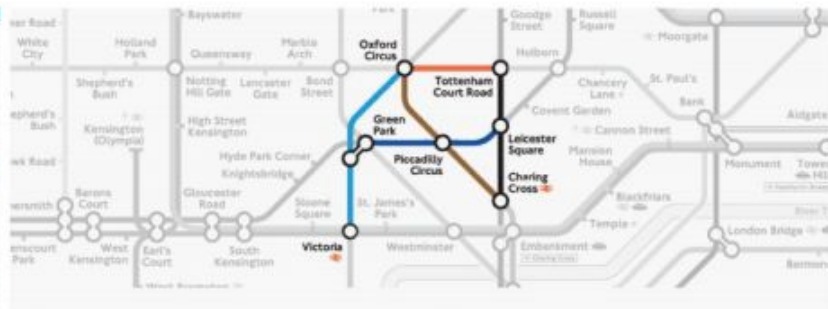 Bayswater
Goodge
Street
Russell
Square
Moorgate
White
City
Holland
Park
Queensway
Marble
Arch
Oxford
Circus
Holborn
Shepherd's
Bush
Notting
Hill Gate
Lancaster
Gate
Bond
Street
Tottenham
Court Road
Chancery
Lane
St. Paul's
Bank
Kensington
(Olympia)
High Street
Kensington
Green
Park
Covent Garden
Leicester
Square
Cannon Street
Hyde Park Corner
Knightsbridge
Piccadilly
Circus
Mansion
House
Monument
Barons
Court
Gloucester
Road
Sloane
Square
St. James's
Park
Charing
Cross
Blackfriars
Temple
West
Kensington
Earl's
Court
South
Kensington
Victoria
Westminster
Embankment
London Bridge